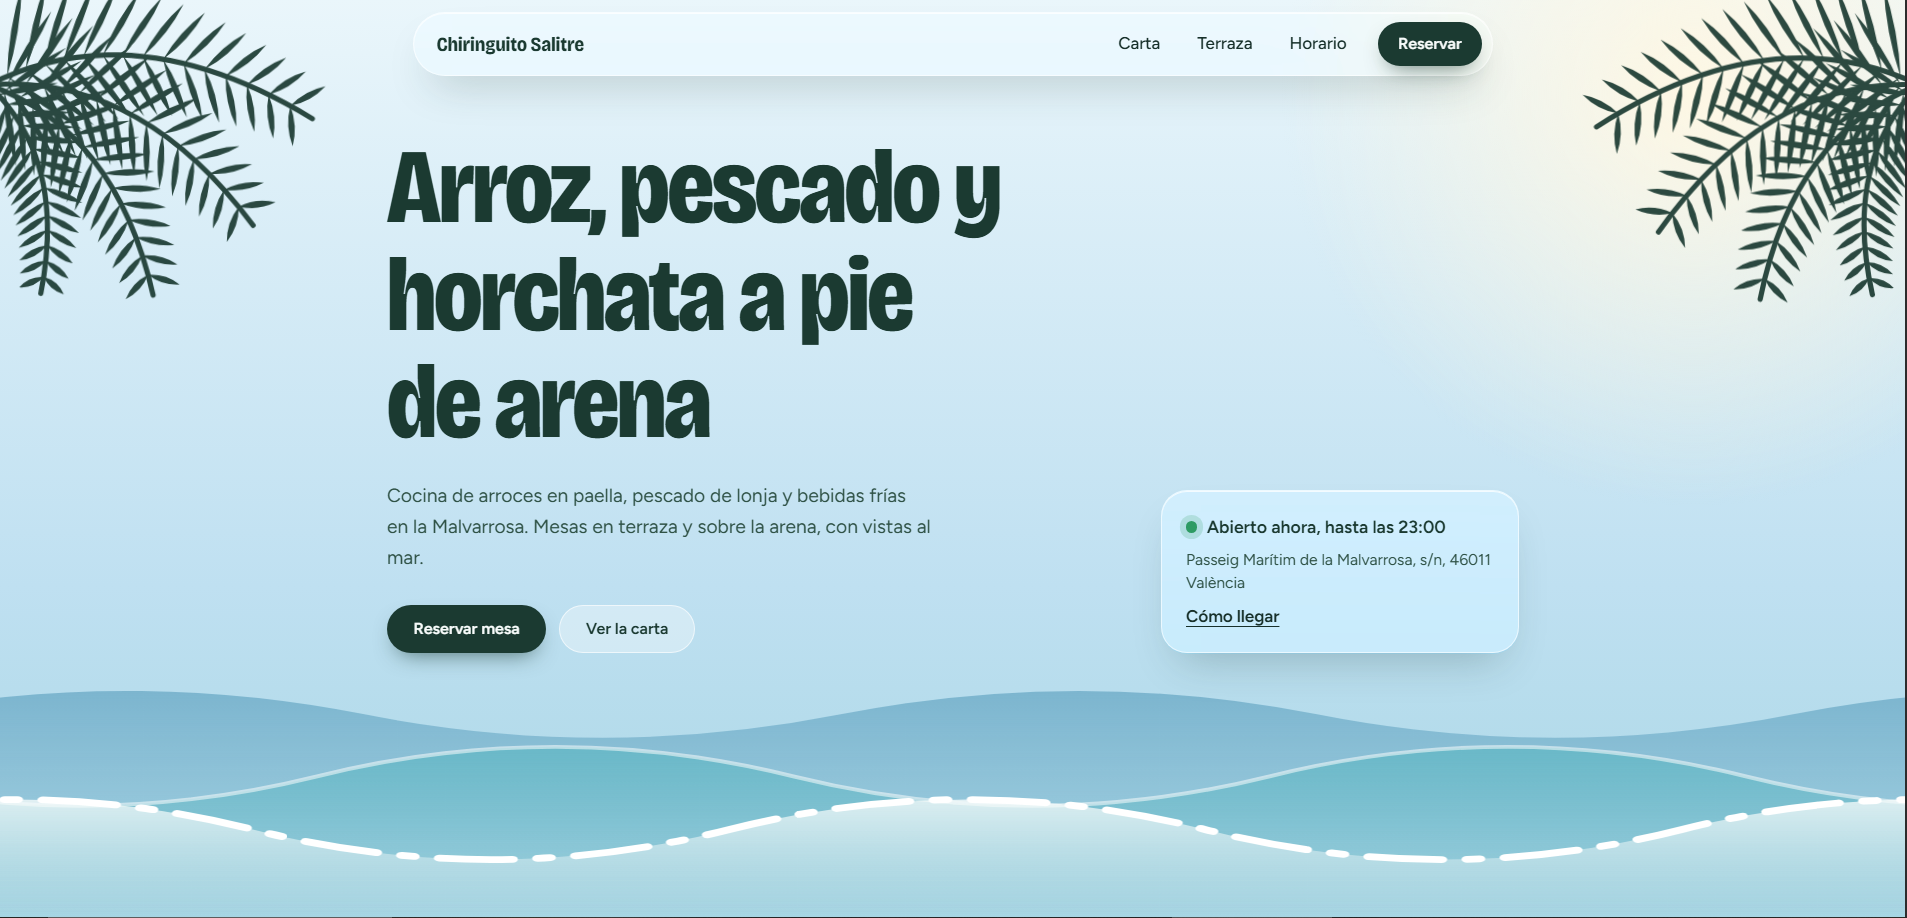 Chiringuito Salitre
Carta
Terraza
Horario
Reservar
Arroz, pescado y
horchata a pie
de arena
Cocina de arroces en paella, pescado de lonja y bebidas frías
en la Malvarrosa. Mesas en terraza y sobre la arena, con vistas al
mar.
Reservar mesa
Ver la carta
Abierto ahora, hasta las 23:00
Passeig Marítim de la Malvarrosa, s/n, 46011
València
Cómo llegar